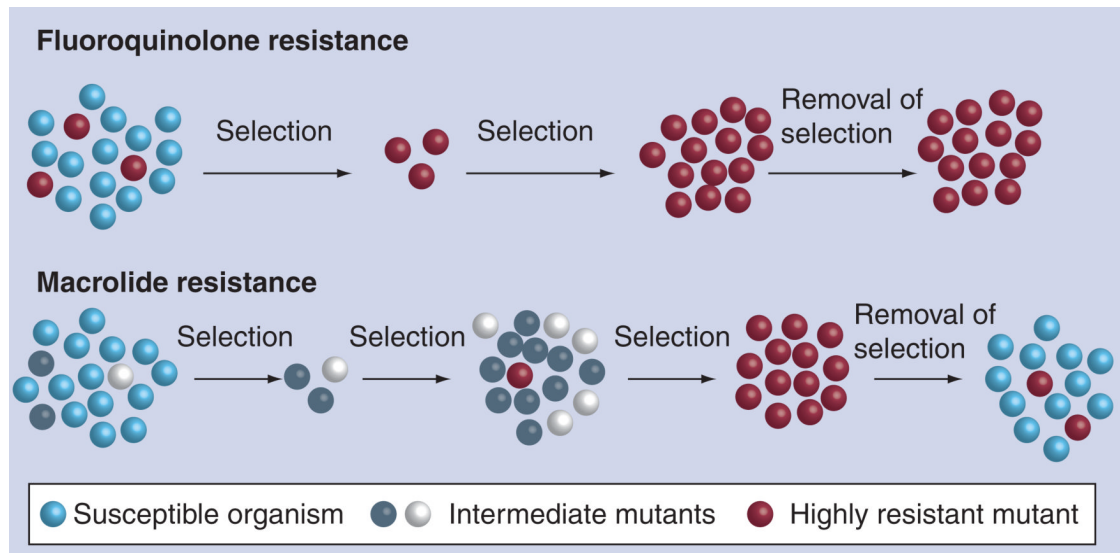 Fluoroquinolone resistance
Selection
Selection
Removal of
selection
Macrolide resistance
Selection
Selection
Selection
Removal of
selection
Susceptible organism
Intermediate mutants
Highly resistant mutant